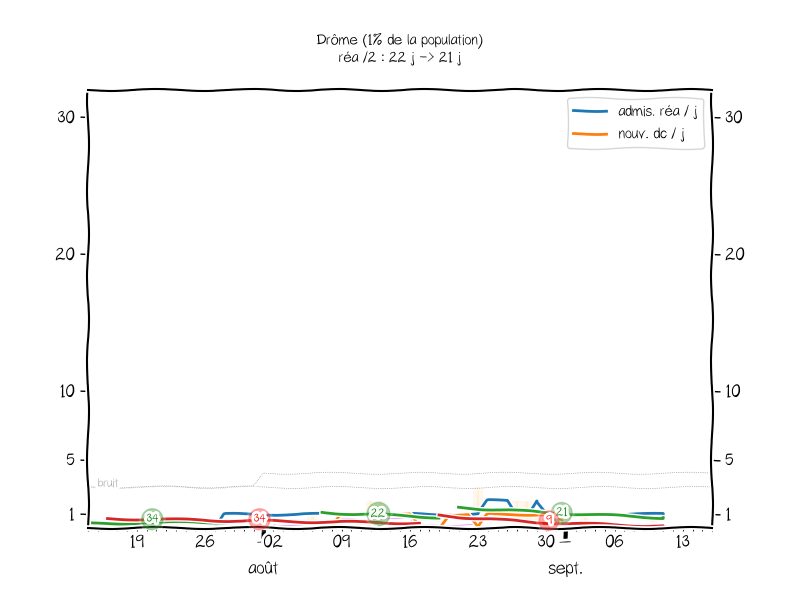 Drôme (1% de la population)
réa /2 : 22 j -> 21 j
admis. réa / j
nouv. dc / j
30 30
20 20
10 10
5 5
bruit
1 1
34 34 22 9 21
19 26 02 09 16 23 30 06 13
août sept.